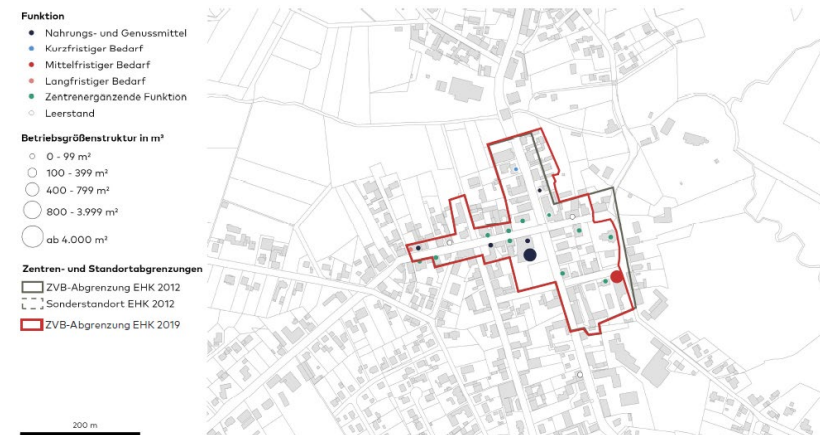 Funktion
Nahrungs- und Genussmittel
Kurzfristiger Bedarf
Mittelfristiger Bedarf
Langfristiger Bedarf
Zentrenergänzende Funktion
Leerstand
Betriebsgrößenstruktur in m²
0 - 99 m²
100 - 399 m²
400 - 799 m²
800 - 3.999 m²
ab 4.000 m²
Zentren- und Standortabgrenzungen
ZVB-Abgrenzung EHK 2012
Sonderstandort EHK 2012
ZVB-Abgrenzung EHK 2019
200 m